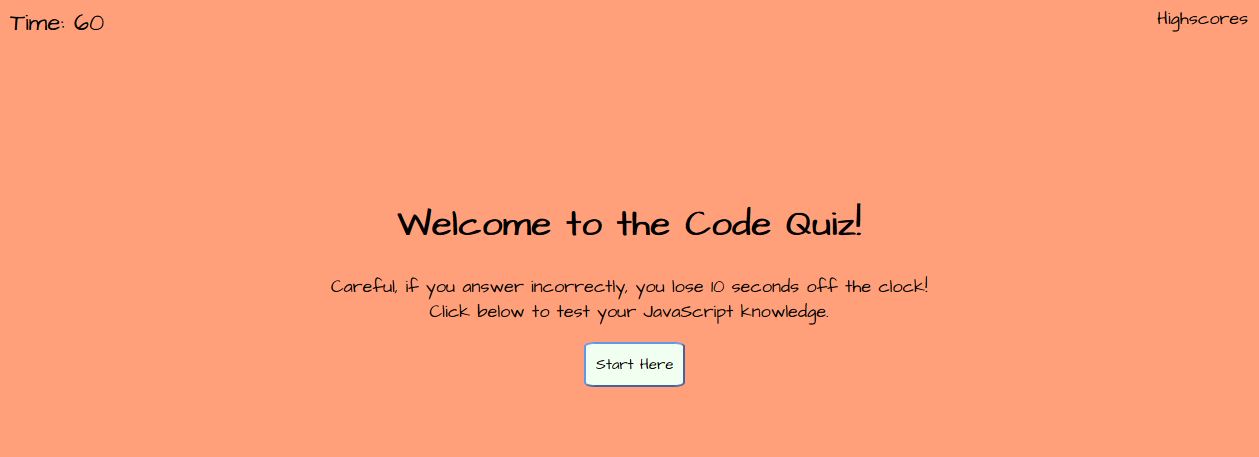 Time: 60
Highscores
Welcome to the Code Quiz!
Careful, if you answer incorrectly, you lose 10 seconds off the clock!
Click below to test your JavaScript knowledge.
Start Here